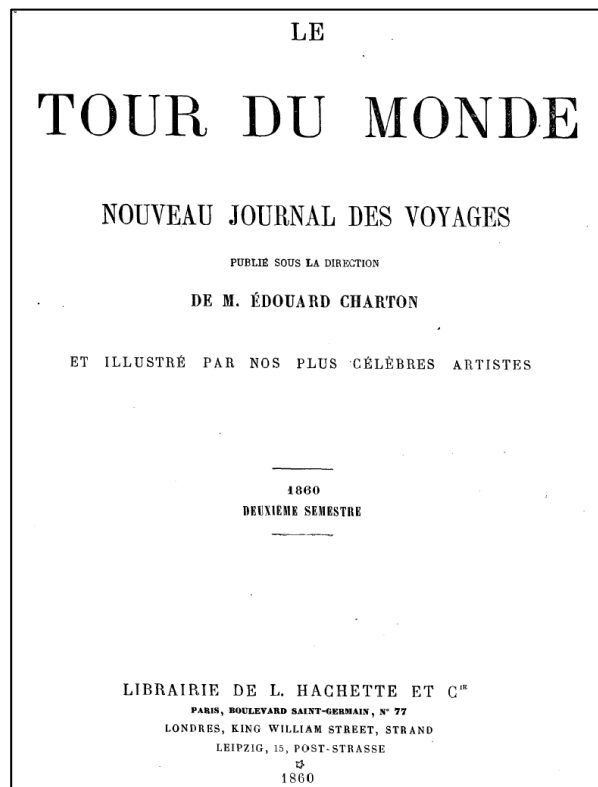 LE
TOUR DU MONDE
NOUVEAU JOURNAL DES VOYAGES
PUBLIÉ SOUS LA DIRECTION
DE M. ÉDOUARD CHARTON
ET ILLUSTRÉ PAR NOS PLUS CÉLÈBRES ARTISTES
1860
DEUXIÈME SEMESTRE
LIBRAIRIE DE L. HACHETTE ET Cie
PARIS, BOULEVARD SAINT-GERMAIN, N° 77
LONDRES, KING WILLIAM STREET, STRAND
LEIPZIG, 15, POST-STRASSE
1860